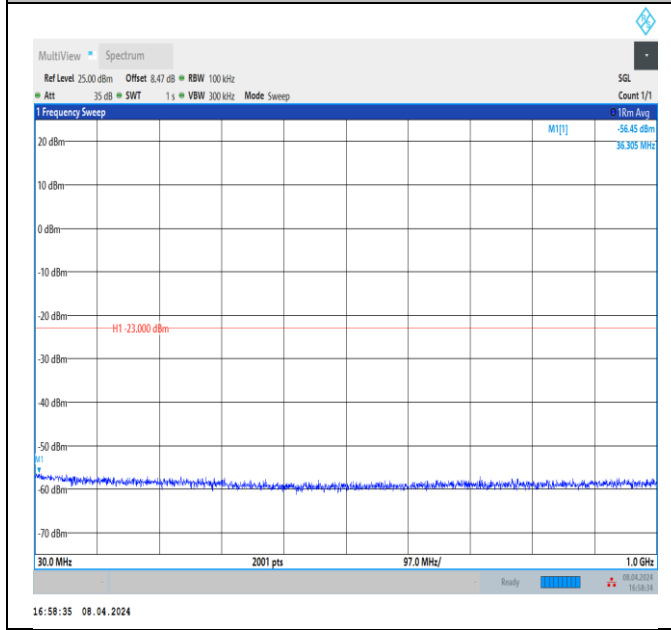 MultiView Spectrum
Ref Level 25.00 dBm Offset 8.47 dB RBW 100 kHz SGL
Att 35 dB SWT 1 s VBW 300 kHz Mode Sweep Count 1/1
1 Frequency Sweep 1Rm Avg
M1[1] -56.45 dBm
36.305 MHz
20 dBm
10 dBm
0 dBm
-10 dBm
-20 dBm
H1 -23.000 dBm
-30 dBm
-40 dBm
-50 dBm
M1
-60 dBm
-70 dBm
30.0 MHz 2001 pts 97.0 MHz/ 1.0 GHz
Ready 08.04.2024
16:58:34
16:58:35 08.04.2024